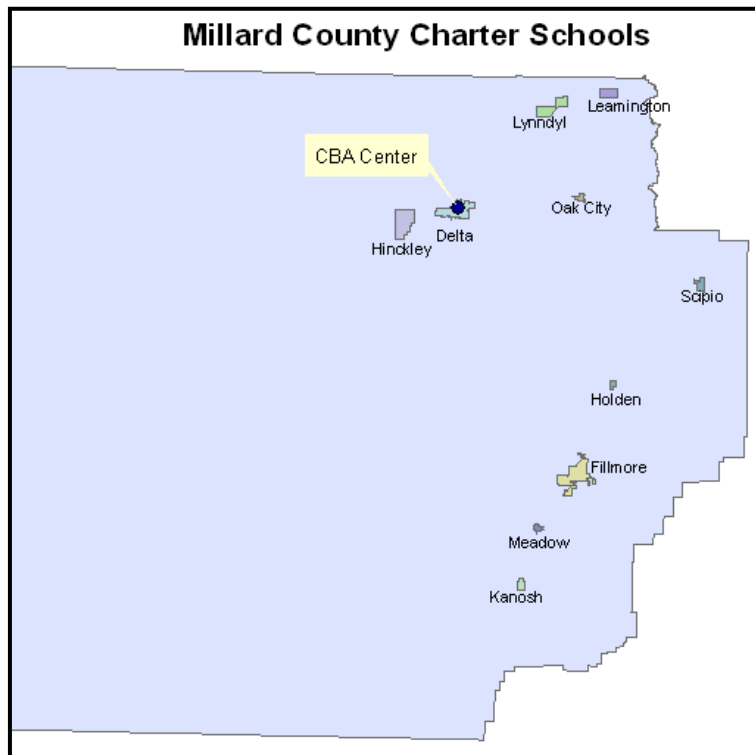 Millard County Charter Schools
Leamington
Lynndyl
CBA Center
Oak City
Delta
Hinckley
Scipio
Holden
Fillmore
Meadow
Kanosh